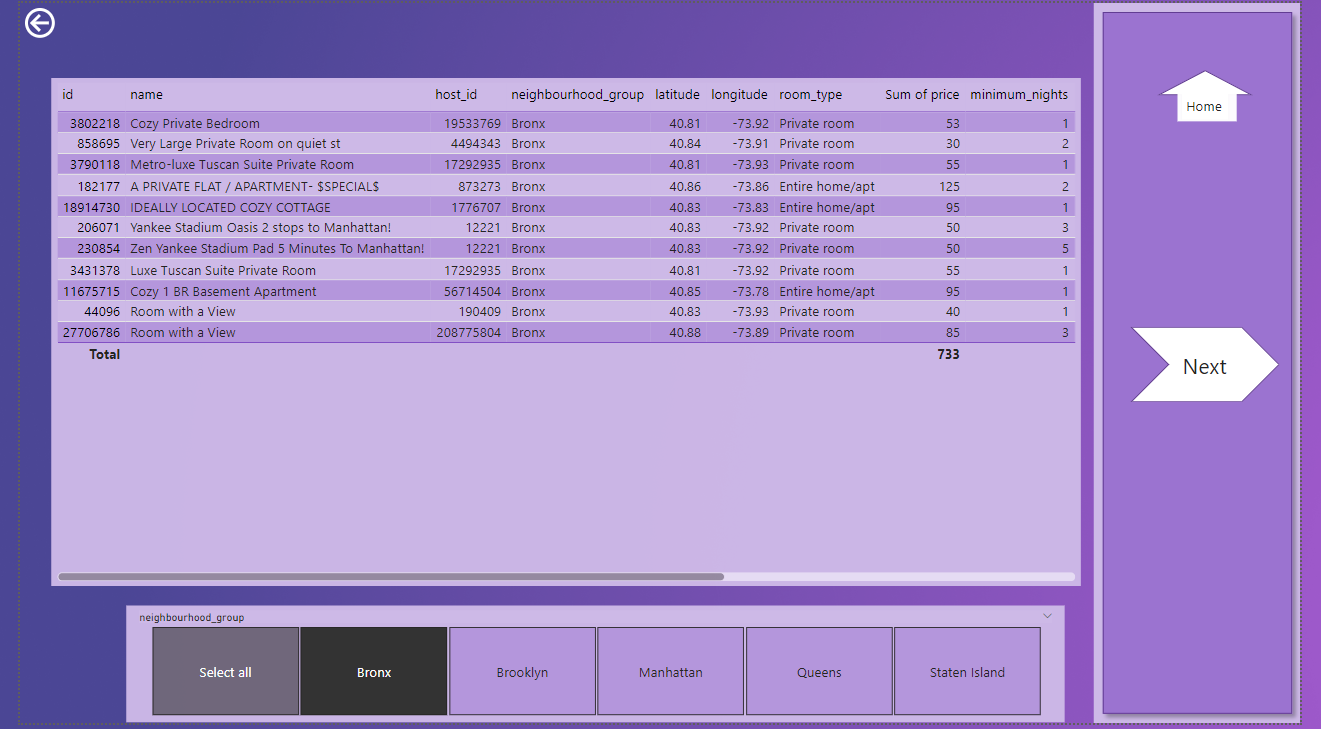 id name host_id neighbourhood_group latitude longitude room_type Sum of price minimum_nights
3802218 Cozy Private Bedroom 19533769 Bronx 40.81 -73.92 Private room 53 1
858695 Very Large Private Room on quiet st 4494343 Bronx 40.84 -73.91 Private room 30 2
3790118 Metro-luxe Tuscan Suite Private Room 17292935 Bronx 40.81 -73.93 Private room 55 1
182177 A PRIVATE FLAT / APARTMENT- $SPECIAL$ 873273 Bronx 40.86 -73.86 Entire home/apt 125 2
18914730 IDEALLY LOCATED COZY COTTAGE 1776707 Bronx 40.83 -73.83 Entire home/apt 95 1
206071 Yankee Stadium Oasis 2 stops to Manhattan! 12221 Bronx 40.83 -73.92 Private room 50 3
230854 Zen Yankee Stadium Pad 5 Minutes To Manhattan! 12221 Bronx 40.83 -73.92 Private room 50 5
3431378 Luxe Tuscan Suite Private Room 17292935 Bronx 40.81 -73.92 Private room 55 1
11675715 Cozy 1 BR Basement Apartment 56714504 Bronx 40.85 -73.78 Entire home/apt 95 1
44096 Room with a View 190409 Bronx 40.83 -73.93 Private room 40 1
27706786 Room with a View 208775804 Bronx 40.88 -73.89 Private room 85 3
Total 733
Home
Next
neighbourhood_group
Select all Bronx Brooklyn Manhattan Queens Staten Island